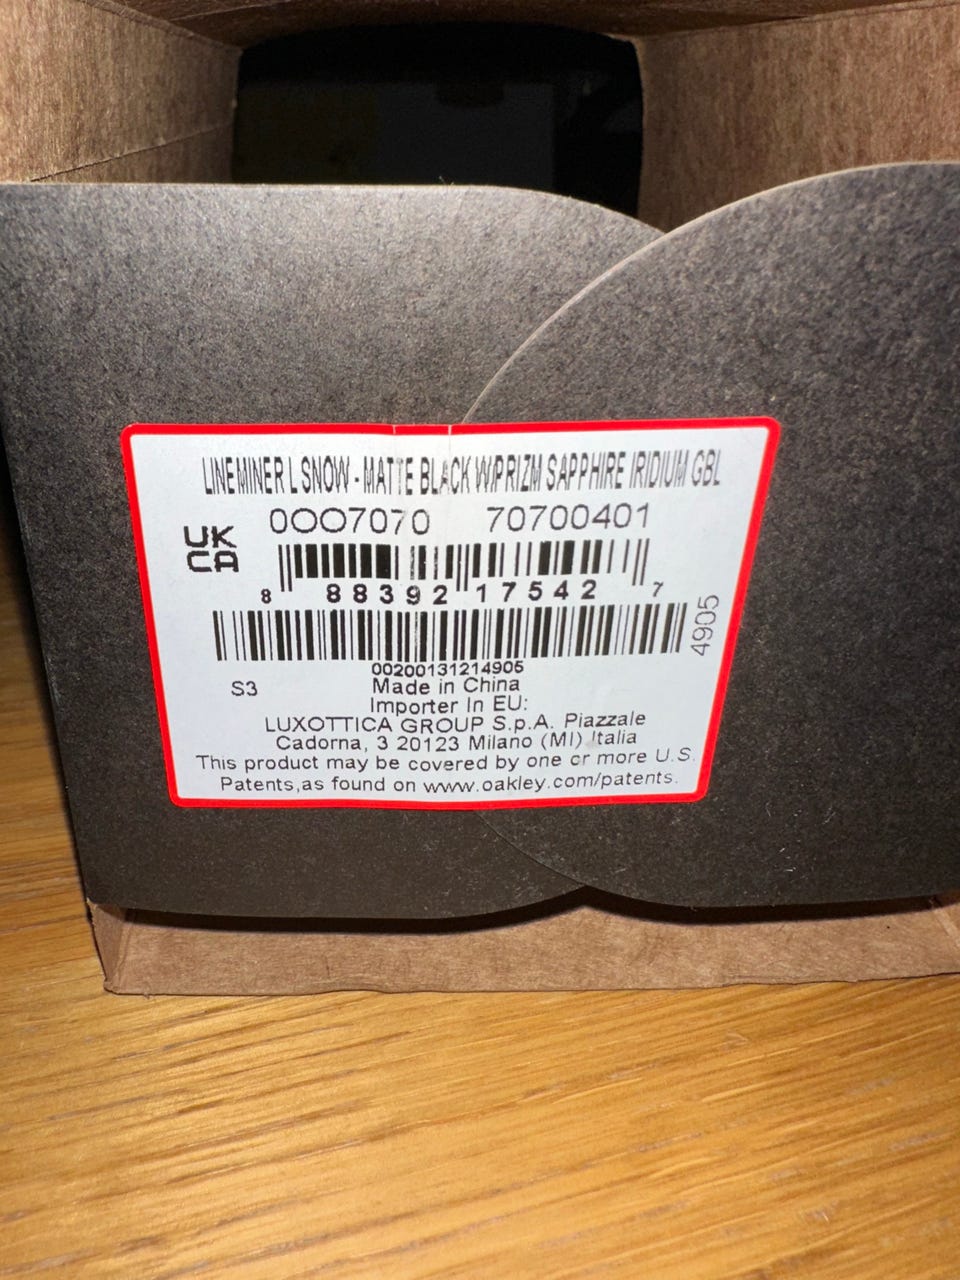 LINE MINER L SNOW - MATTE BLACK W/PRIZM SAPPHIRE IRIDIUM GBL
UK
CA
0OO7070 70700401
8 88392 17542 7
4905
00200131214905
S3
Made in China
Importer In EU:
LUXOTTICA GROUP S.p.A. Piazzale
Cadorna, 3 20123 Milano (MI) Italia
This product may be covered by one or more U.S.
Patents,as found on www.oakley.com/patents.